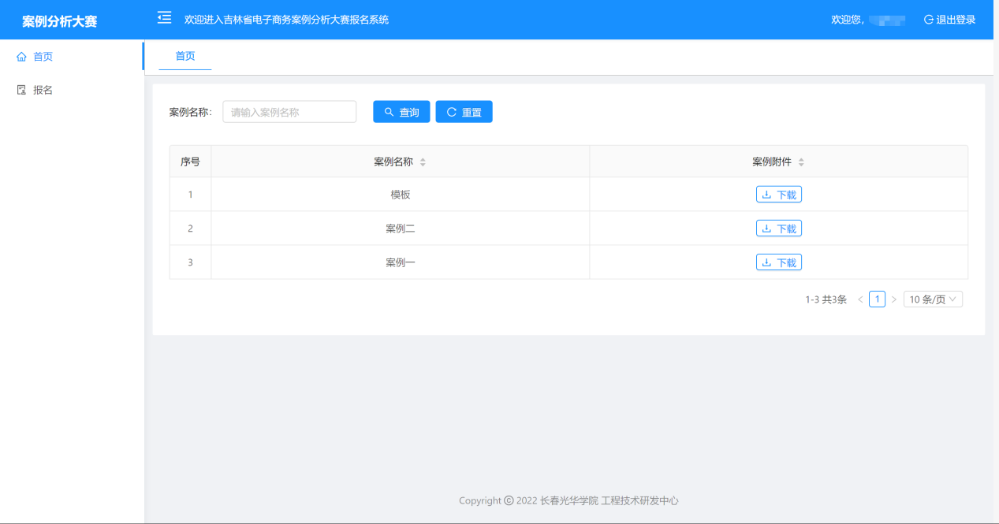 案例分析大赛
欢迎进入吉林省电子商务案例分析大赛报名系统
欢迎您,
退出登录
首页
报名
首页
案例名称:
请输入案例名称
查询
重置
序号 案例名称 案例附件
1 模板 下载
2 案例二 下载
3 案例一 下载
1-3 共3条 < 1 > 10 条/页
Copyright © 2022 长春光华学院 工程技术研发中心